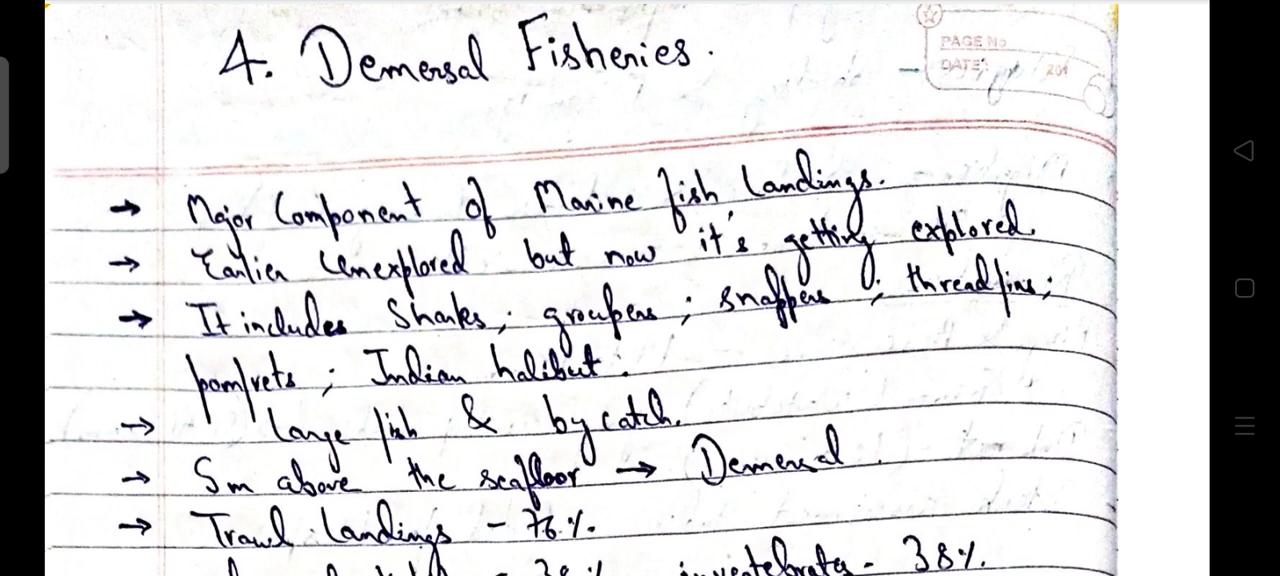 PAGE No
DATE: 201
4. Demersal Fisheries.
→ Major Component of Marine fish landings.
→ Earlier Unexplored but now it's getting explored.
→ It includes Sharks; groupers; snappers; threadfins;
pomfrets; Indian halibut.
→ Large fish & by catch.
→ 5m above the seafloor → Demersal.
→ Trawl Landings - 76%.
invertebrates - 38%.